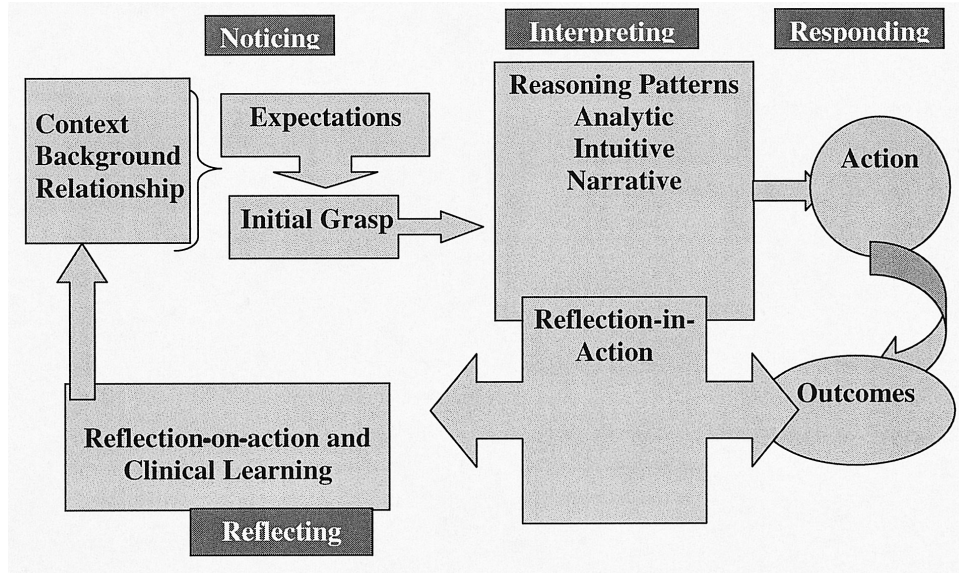 Noticing
Interpreting
Responding
Context
Background
Relationship
Expectations
Initial Grasp
Reasoning Patterns
Analytic
Intuitive
Narrative
Action
Reflection-in-
Action
Outcomes
Reflection-on-action and
Clinical Learning
Reflecting